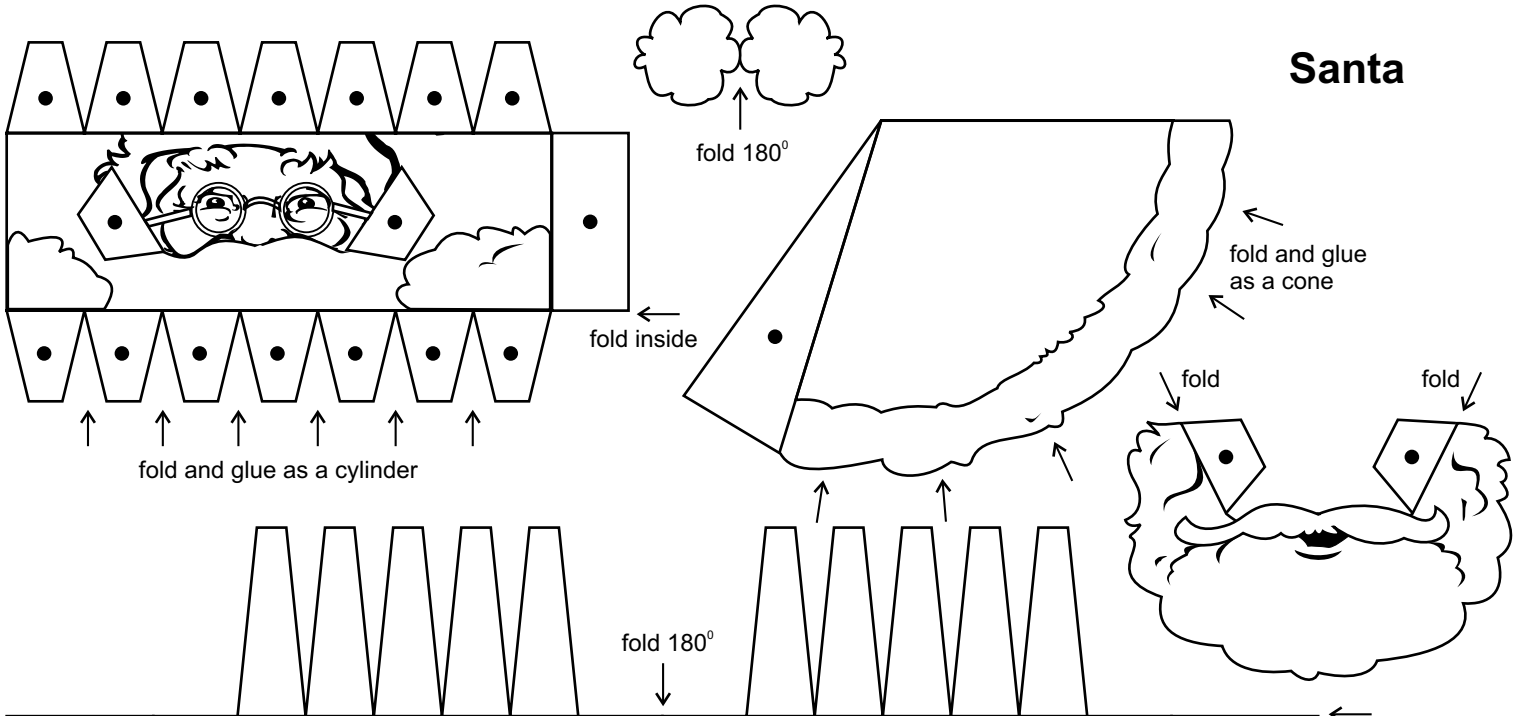 Santa
fold 180⁰
fold and glue
as a cone
fold inside
fold
fold
fold and glue as a cylinder
fold 180⁰